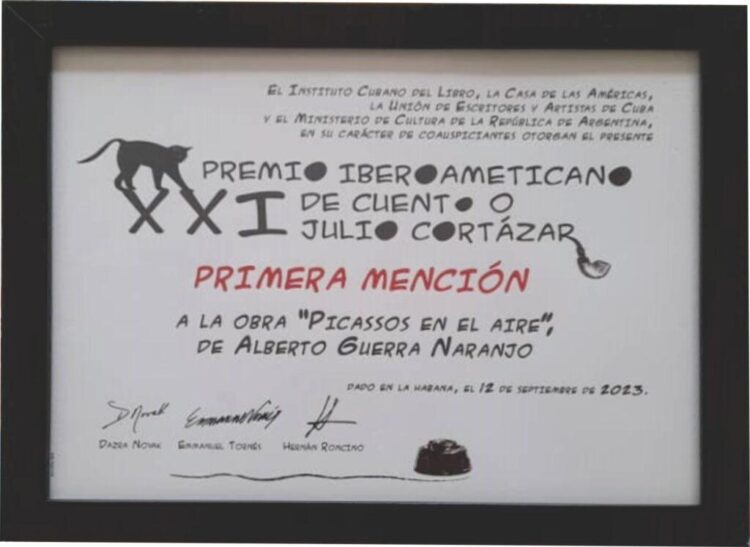 El Instituto Cubano del Libro, la Casa de las Américas,
la Unión de Escritores y Artistas de Cuba
y el Ministerio de Cultura de la República de Argentina,
en su carácter de coauspiciantes otorgan el presente
PREMIO IBEROAMETICANO
XXI DE CUENTO O
JULIO CORTÁZAR
PRIMERA MENCIÓN
a la obra "Picassos en el aire",
de Alberto Guerra Naranjo
Dado en La Habana, el 12 de septiembre de 2023.
Dazra Novak Emmanuel Tornés Hernán Roncino